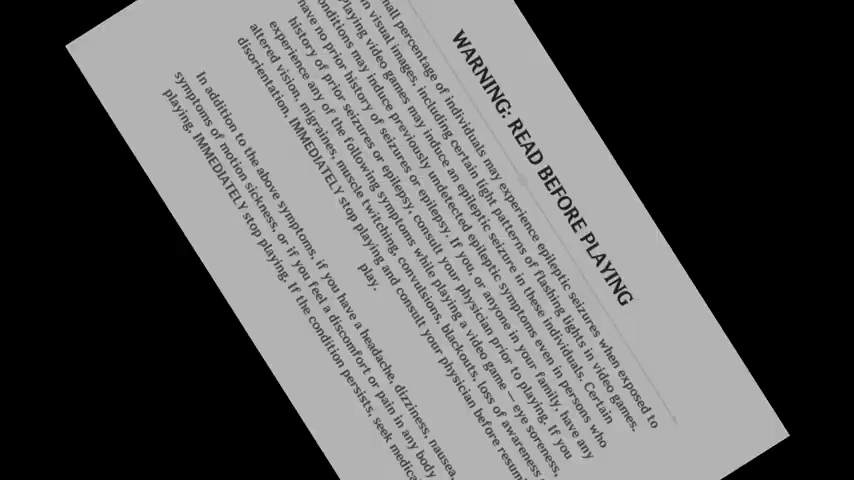 WARNING: READ BEFORE PLAYING
percentage of individuals may experience epileptic seizures when exposed to
visual images, including certain light patterns of flashing lights in video games.
Playing video games may induce an epileptic seizure in these individuals. Certain
conditions may induce previously undetected epileptic symptoms even in persons who
have no prior history of seizures or epilepsy. If you, or anyone in your family, have any
history of prior seizures or epilepsy, consult your physician prior to playing. If you
experience any of the following symptoms while playing a video game — eye soreness,
altered vision, migraines, muscle twitching, convulsions, blackouts, loss of awareness
disorientation, IMMEDIATELY stop playing and consult your physician before
play.
In addition to the above symptoms, if you have a headache, dizziness, nausea,
symptoms of motion sickness, or if you feel a discomfort or pain in any body
playing, IMMEDIATELY stop playing. If the condition persists, seek